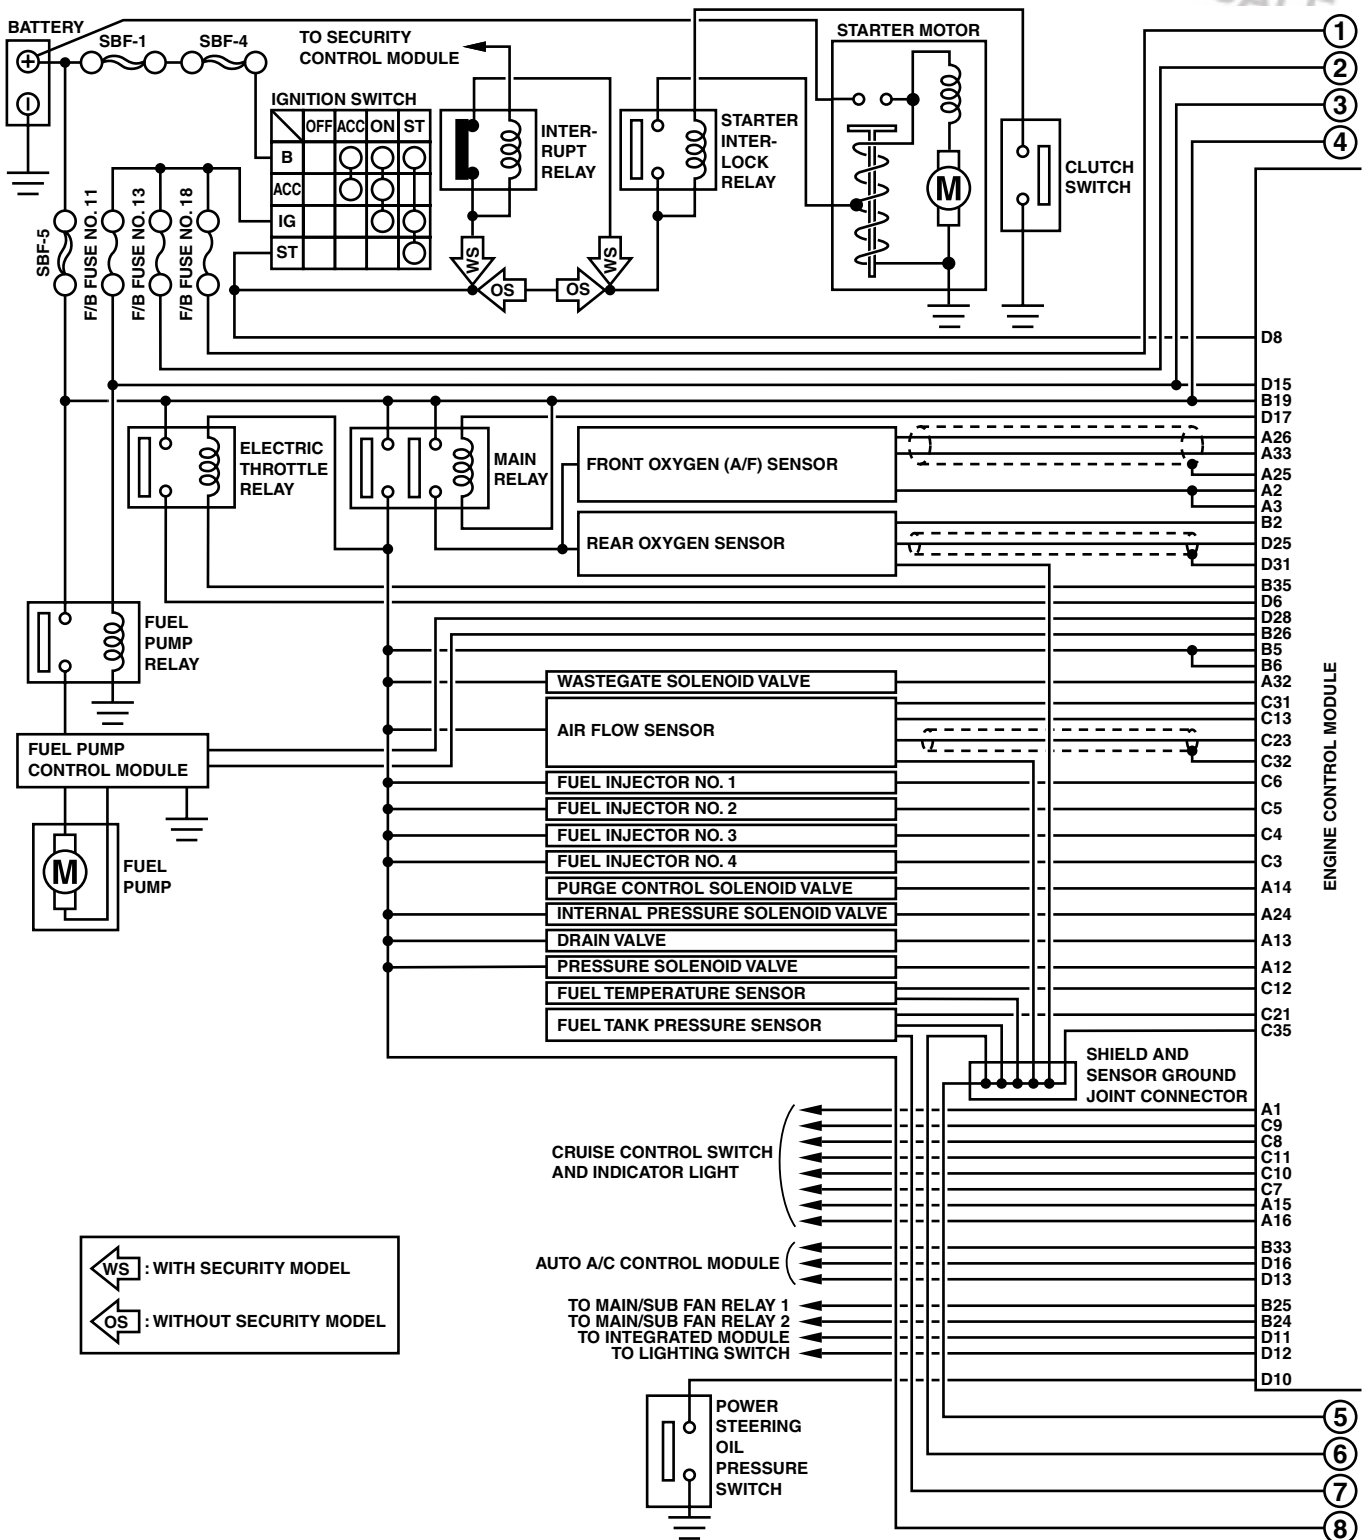 BATTERY
SBF-1
SBF-4
TO SECURITY
CONTROL MODULE
STARTER MOTOR
1
2
3
4
IGNITION SWITCH
OFF ACC ON ST
B
ACC
IG
ST
INTER-
RUPT
RELAY
STARTER
INTER-
LOCK
RELAY
M
CLUTCH
SWITCH
SBF-5
F/B FUSE NO. 11
F/B FUSE NO. 13
F/B FUSE NO. 18
WS
OS
OS
WS
D8
D15
B19
D17
A26
A33
A25
A2
A3
B2
D25
D31
B35
D6
D28
B26
B5
B6
A32
C31
C13
C23
C32
C6
C5
C4
C3
A14
A24
A13
A12
C12
C21
C35
ENGINE CONTROL MODULE
ELECTRIC
THROTTLE
RELAY
MAIN
RELAY
FRONT OXYGEN (A/F) SENSOR
REAR OXYGEN SENSOR
FUEL
PUMP
RELAY
WASTEGATE SOLENOID VALVE
AIR FLOW SENSOR
FUEL PUMP
CONTROL MODULE
FUEL INJECTOR NO. 1
FUEL INJECTOR NO. 2
FUEL INJECTOR NO. 3
FUEL INJECTOR NO. 4
M
FUEL
PUMP
PURGE CONTROL SOLENOID VALVE
INTERNAL PRESSURE SOLENOID VALVE
DRAIN VALVE
PRESSURE SOLENOID VALVE
FUEL TEMPERATURE SENSOR
FUEL TANK PRESSURE SENSOR
SHIELD AND
SENSOR GROUND
JOINT CONNECTOR
A1
C9
C8
C11
C10
C7
A15
A16
CRUISE CONTROL SWITCH
AND INDICATOR LIGHT
B33
D16
D13
AUTO A/C CONTROL MODULE
TO MAIN/SUB FAN RELAY 1
TO MAIN/SUB FAN RELAY 2
TO INTEGRATED MODULE
TO LIGHTING SWITCH
B25
B24
D11
D12
D10
WS : WITH SECURITY MODEL
OS : WITHOUT SECURITY MODEL
POWER
STEERING
OIL
PRESSURE
SWITCH
5
6
7
8